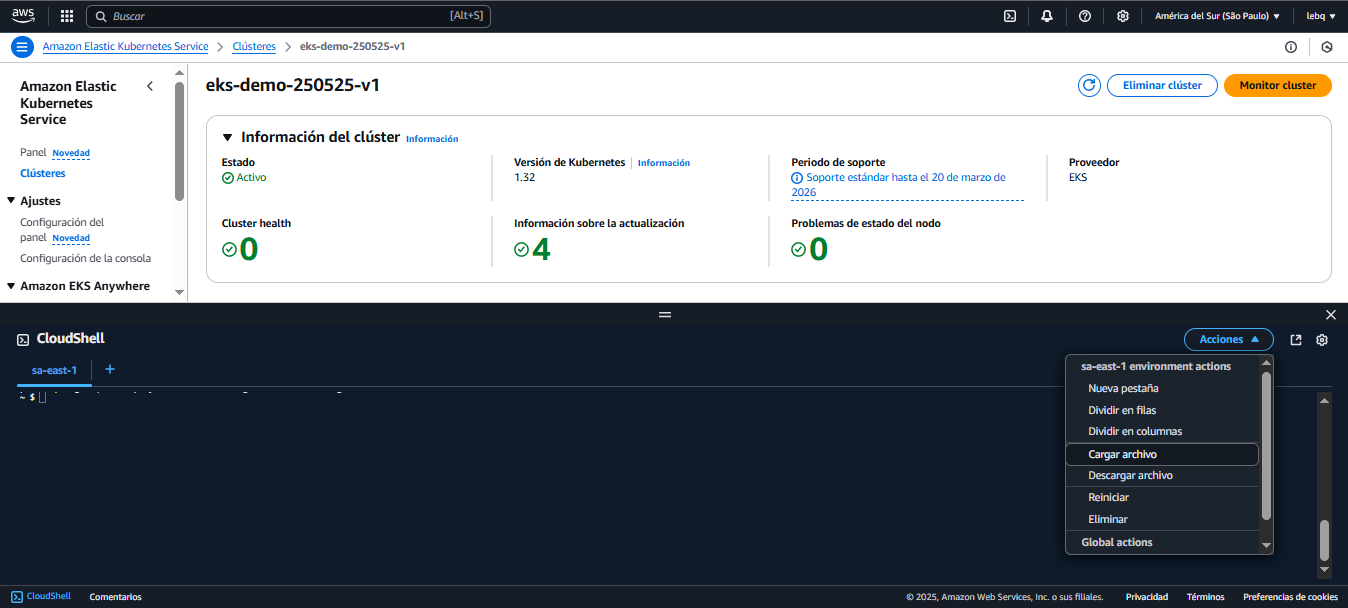 aws
Buscar [Alt+S]
América del Sur (São Paulo)
lebq
Amazon Elastic Kubernetes Service
Clústeres
eks-demo-250525-v1
Amazon Elastic
Kubernetes
Service
Panel Novedad
Clústeres
Ajustes
Configuración del
panel Novedad
Configuración de la consola
Amazon EKS Anywhere
eks-demo-250525-v1
Eliminar clúster
Monitor cluster
Información del clúster Información
Estado
Activo
Versión de Kubernetes Información
1.32
Periodo de soporte
Soporte estándar hasta el 20 de marzo de
2026
Proveedor
EKS
Cluster health
0
Información sobre la actualización
4
Problemas de estado del nodo
0
CloudShell
Acciones
sa-east-1
+
~ $
sa-east-1 environment actions
Nueva pestaña
Dividir en filas
Dividir en columnas
Cargar archivo
Descargar archivo
Reiniciar
Eliminar
Global actions
CloudShell
Comentarios
© 2025, Amazon Web Services, Inc. o sus filiales.
Privacidad
Términos
Preferencias de cookies